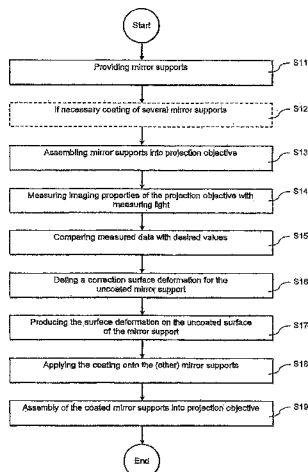 Start
Providing mirror supports
S11
If necessary coating of several mirror supports
S12
Assembling mirror supports into projection objective
S13
Measuring imaging properties of the projection objective with
measuring light
S14
Comparing measured data with desired values
S15
Defing a correction surface deformation for the
uncoated mirror support
S16
Producing the surface deformation on the uncoated surface
of the mirror support
S17
Applying the coating onto the (other) mirror supports
S18
Assembly of the coated mirror supports into projection objective
S19
End